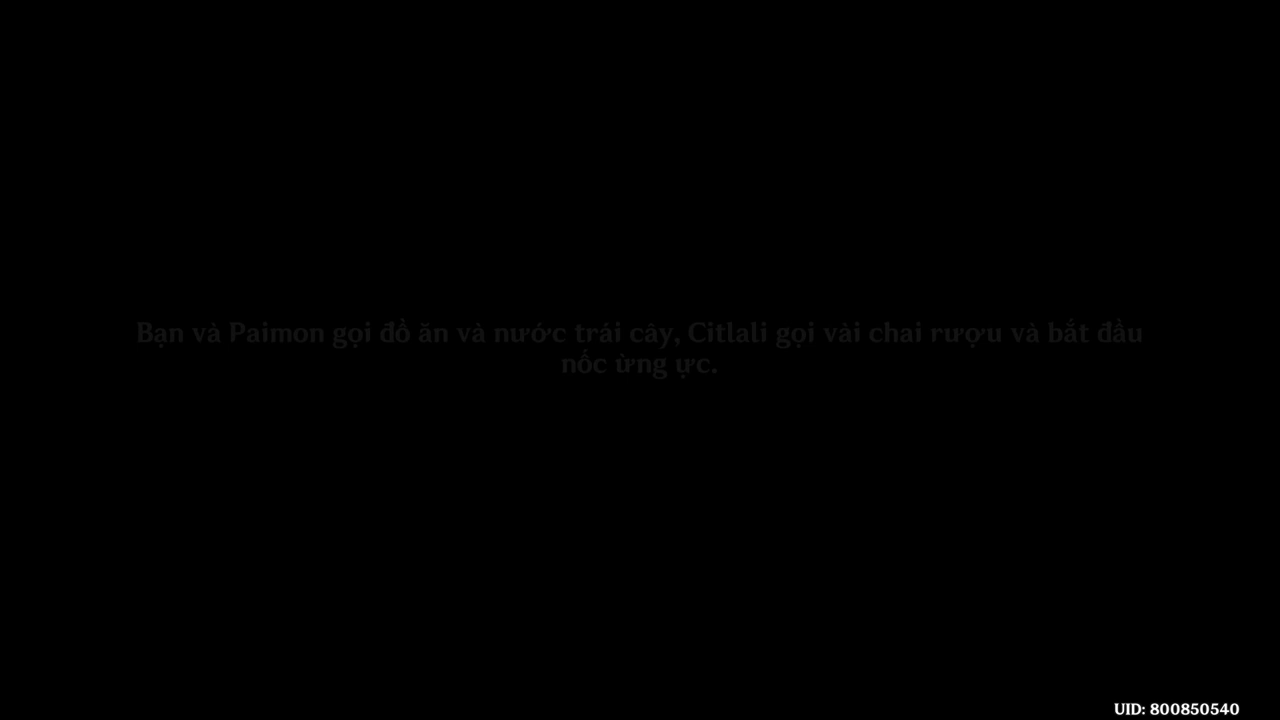 Bạn và Paimon gọi đồ ăn và nước trái cây, Citlali gọi vài chai rượu và bắt đầu
nốc ừng ực.
UID: 800850540